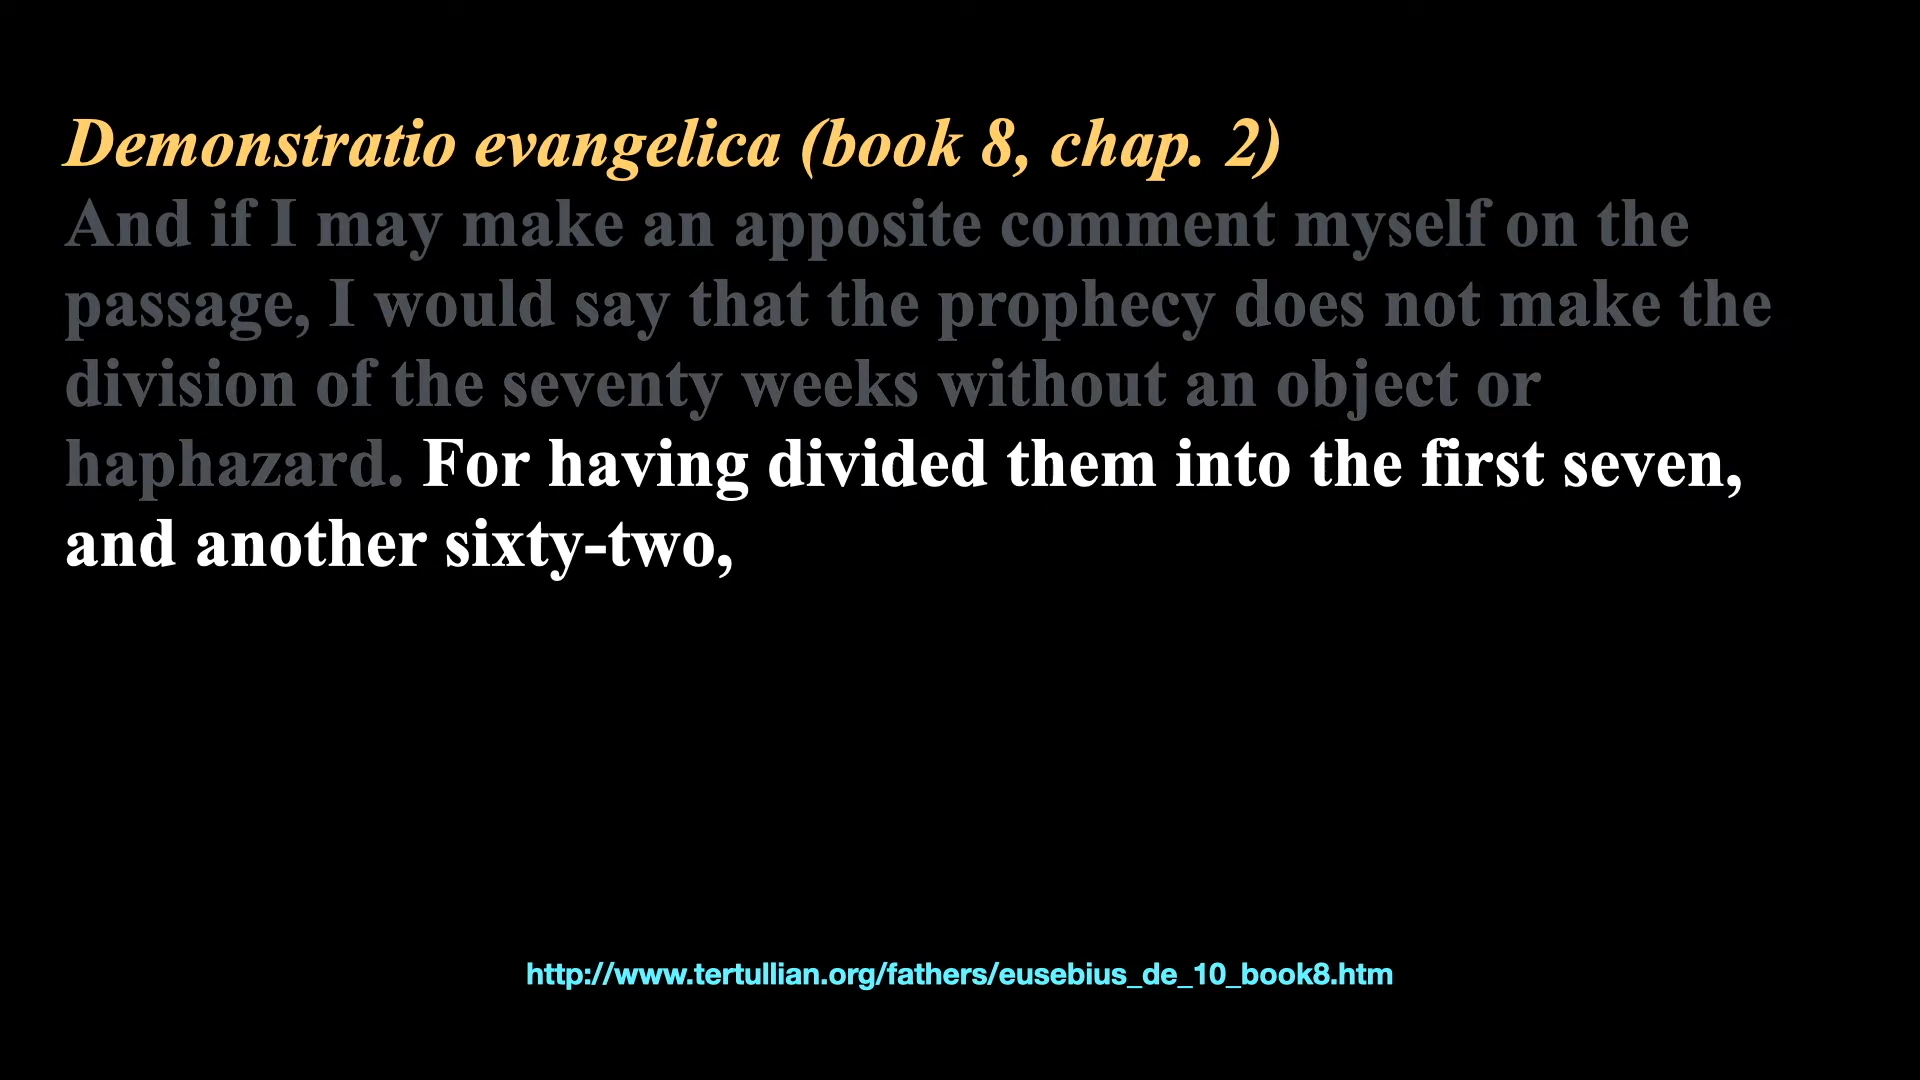 Demonstratio evangelica (book 8, chap. 2)
And if I may make an apposite comment myself on the
passage, I would say that the prophecy does not make the
division of the seventy weeks without an object or
haphazard. For having divided them into the first seven,
and another sixty-two,
http://www.tertullian.org/fathers/eusebius_de_10_book8.htm